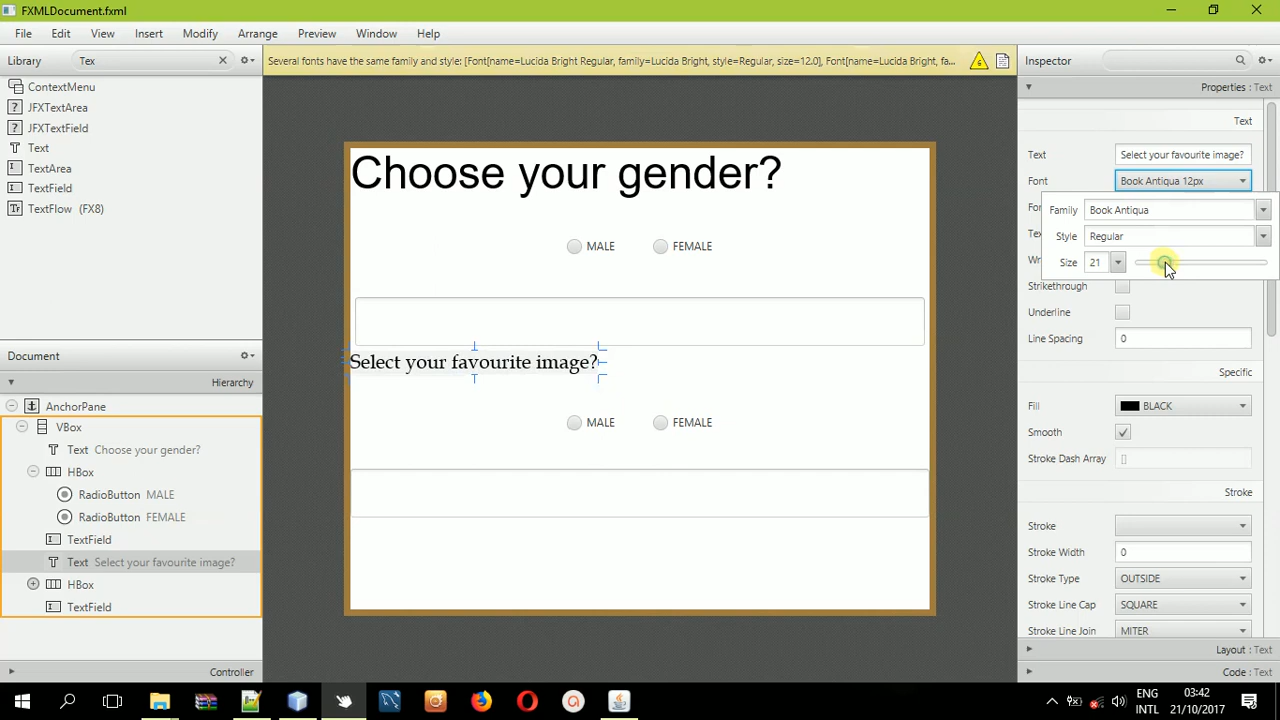 FXMLDocument.fxml
File Edit View Insert Modify Arrange Preview Window Help
Library Tex
Several fonts have the same family and style: [Font[name=Lucida Bright Regular, family=Lucida Bright, style=Regular, size=12.0], Font[name=Lucida Bright, fa...
Inspector
ContextMenu
JFXTextArea
JFXTextField
Text
TextArea
TextField
TextFlow (FX8)
Document
Hierarchy
AnchorPane
VBox
Text Choose your gender?
HBox
RadioButton MALE
RadioButton FEMALE
TextField
Text Select your favourite image?
HBox
TextField
Controller
Choose your gender?
MALE FEMALE
Select your favourite image?
MALE FEMALE
Properties : Text
Text
Text Select your favourite image?
Font Book Antiqua 12px
Family Book Antiqua
Style Regular
Size 21
Strikethrough
Underline
Line Spacing 0
Specific
Fill BLACK
Smooth
Stroke Dash Array []
Stroke
Stroke
Stroke Width 0
Stroke Type OUTSIDE
Stroke Line Cap SQUARE
Stroke Line Join MITER
Layout : Text
Code : Text
ENG
INTL
03:42
21/10/2017